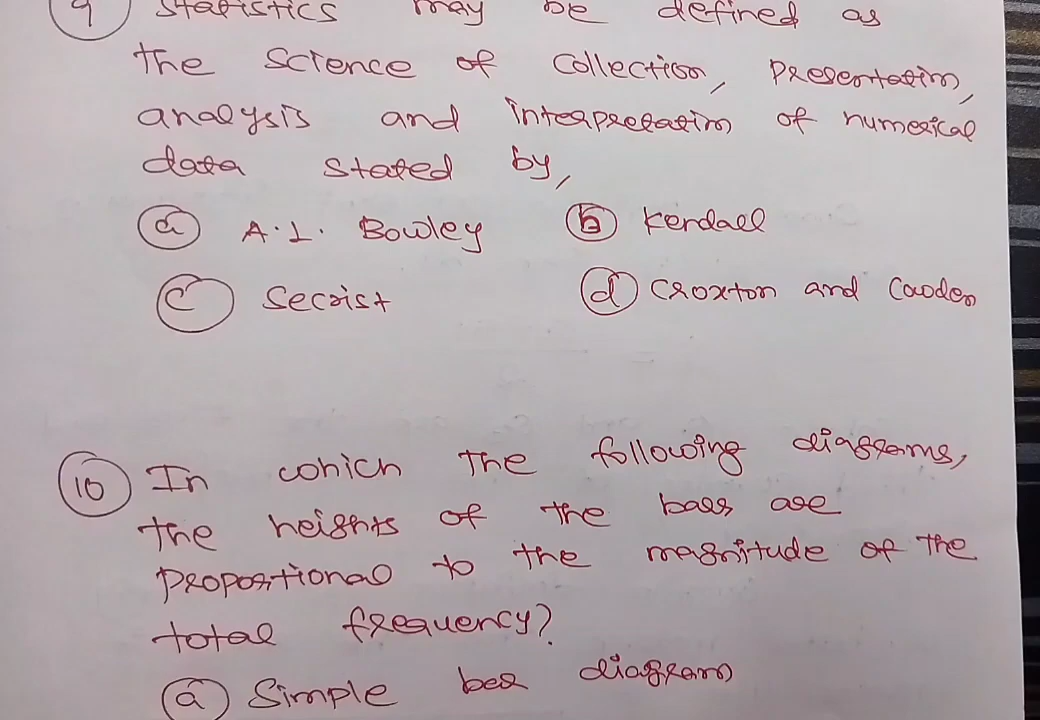 9 Statistics may be defined as
the science of collection, presentation,
analysis and interpretation of numerical
data stated by,
a A.L. Bowley b Kendall
c Secrist d Croxton and Cowden
10 In which the following diagrams,
the heights of the bars are
proportional to the magnitude of the
total frequency?
a Simple bar diagram